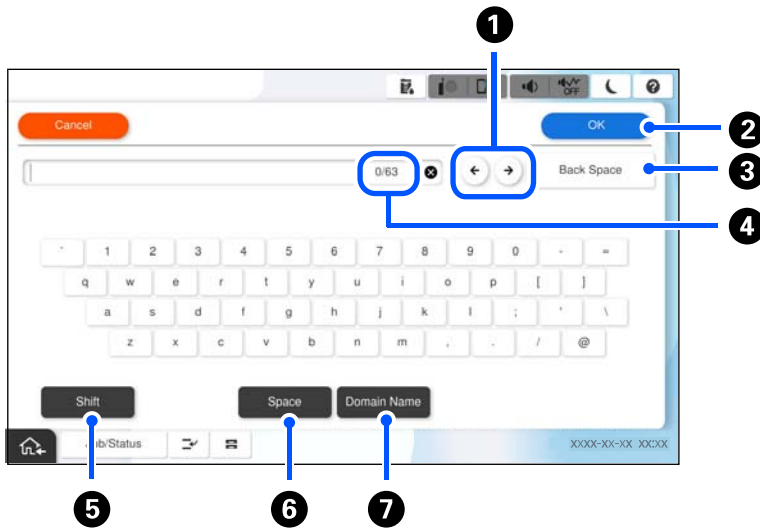 1
OFF
Cancel
OK
2
0/63
Back Space
3
4
` 1 2 3 4 5 6 7 8 9 0 - =
q w e r t y u i o p [ ]
a s d f g h j k l ; ' \
z x c v b n m , . / @
Shift
Space
Domain Name
Job/Status
XXXX-XX-XX XX:XX
5
6
7